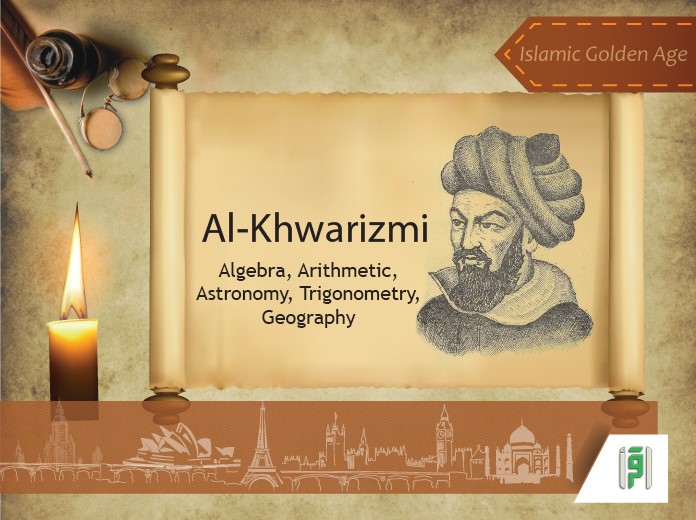 Islamic Golden Age
Al-Khwarizmi
Algebra, Arithmetic,
Astronomy, Trigonometry,
Geography